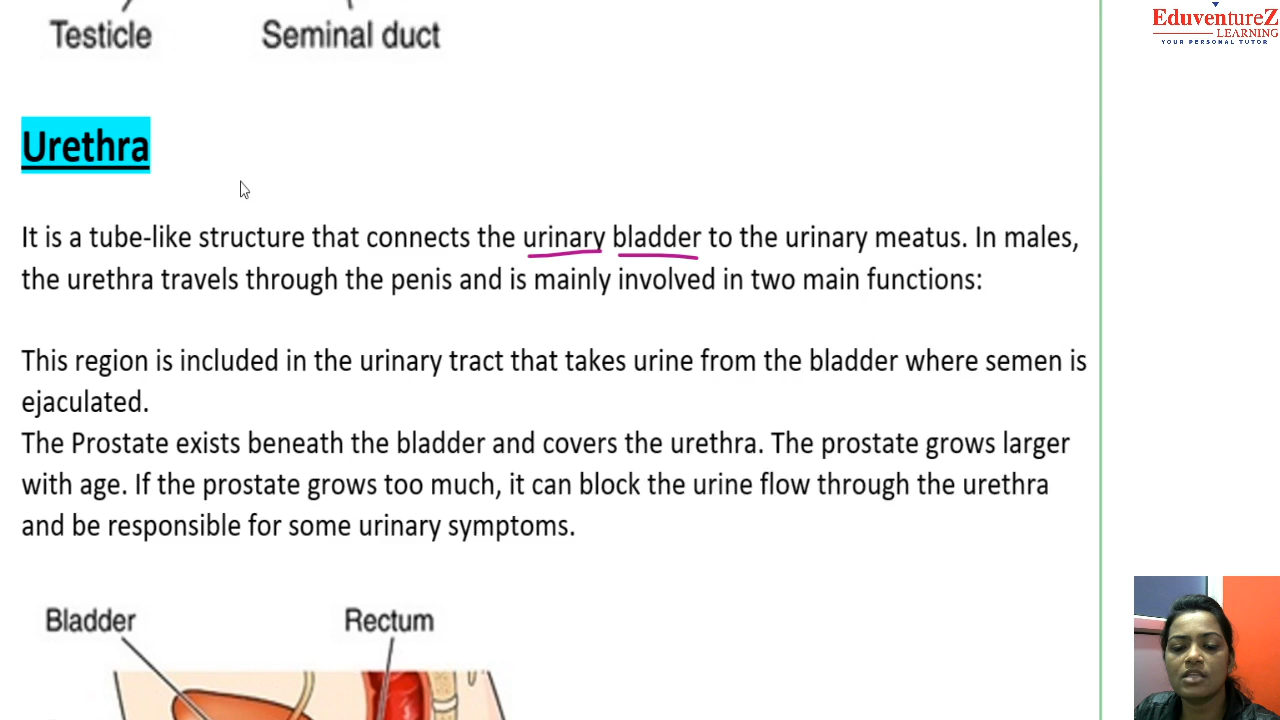 Testicle Seminal duct
EduventureZ
LEARNING
YOUR PERSONAL TUTOR
Urethra
It is a tube-like structure that connects the urinary bladder to the urinary meatus. In males,
the urethra travels through the penis and is mainly involved in two main functions:
This region is included in the urinary tract that takes urine from the bladder where semen is
ejaculated.
The Prostate exists beneath the bladder and covers the urethra. The prostate grows larger
with age. If the prostate grows too much, it can block the urine flow through the urethra
and be responsible for some urinary symptoms.
Bladder Rectum